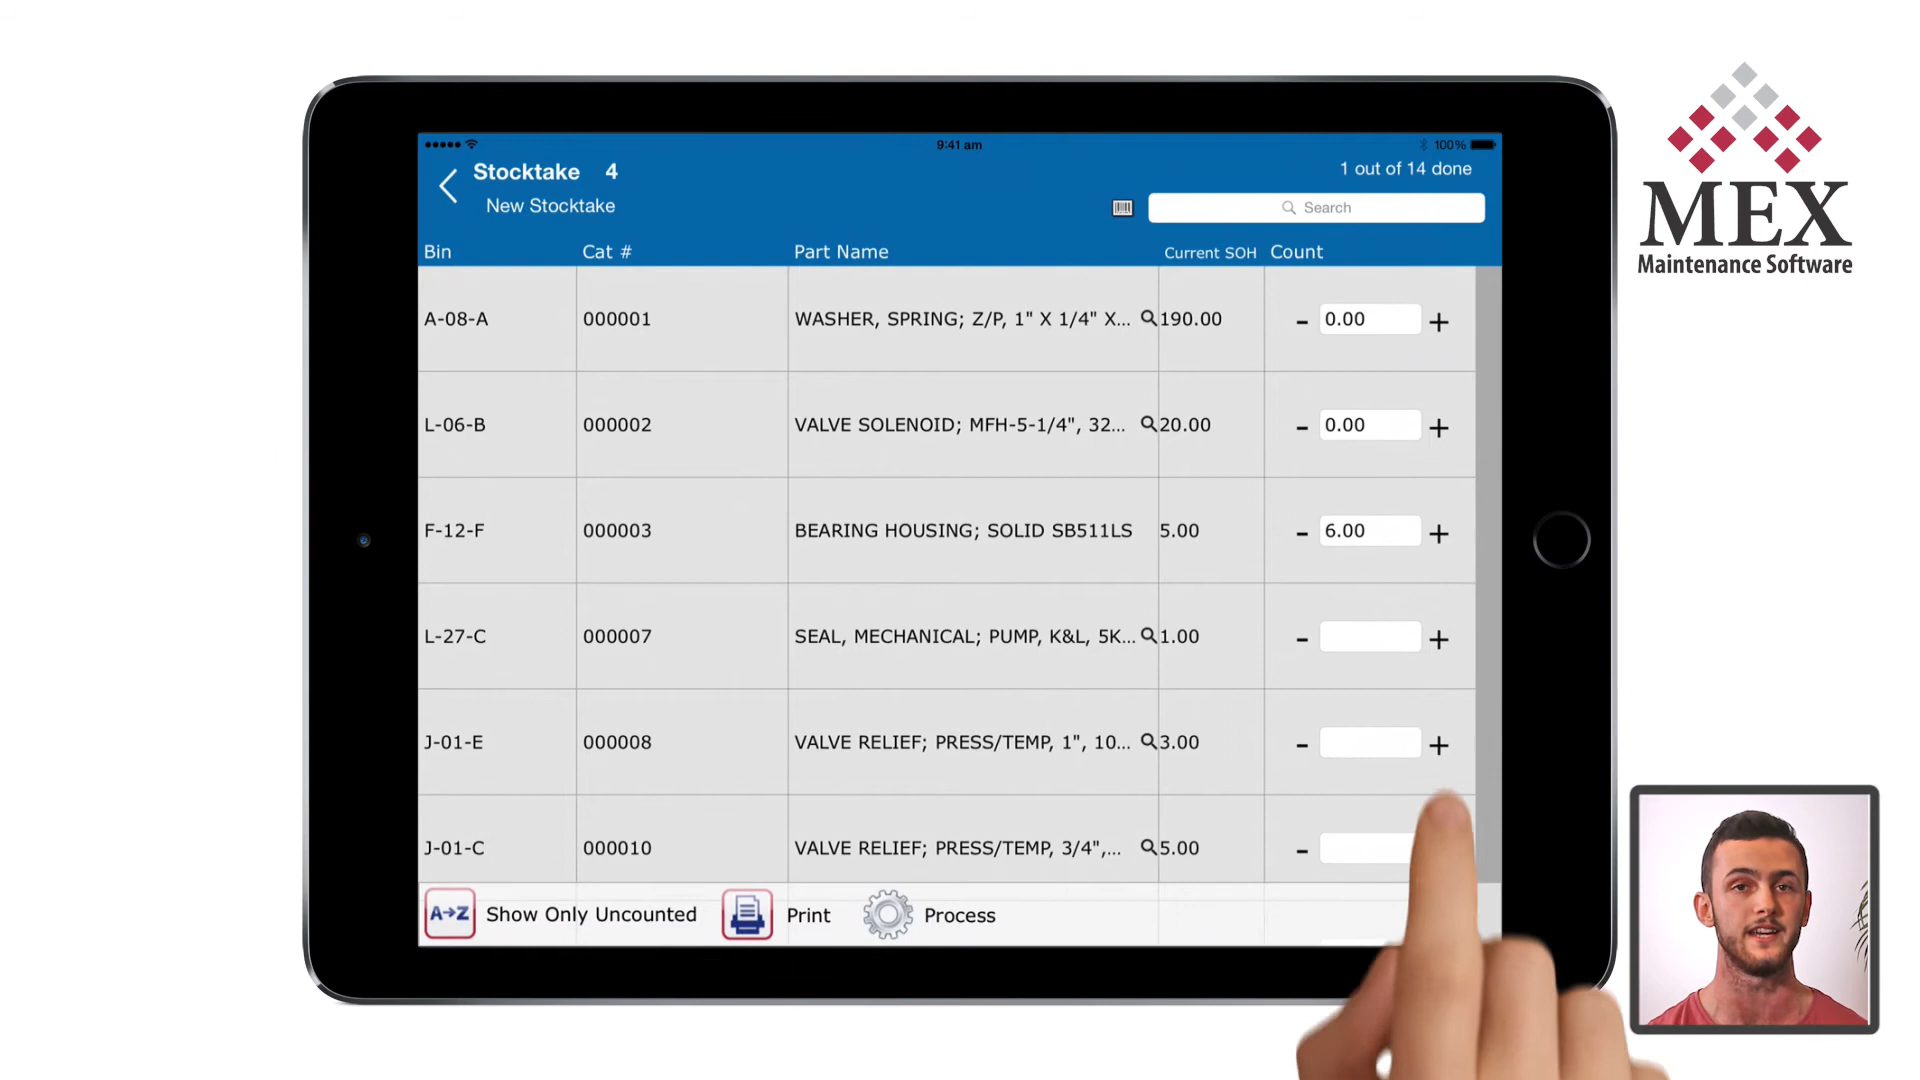 9:41 am
100%
Stocktake 4
1 out of 14 done
New Stocktake
Search
Bin Cat # Part Name Current SOH Count
A-08-A 000001 WASHER, SPRING; Z/P, 1" X 1/4" X... 190.00 - 0.00 +
L-06-B 000002 VALVE SOLENOID; MFH-5-1/4", 32... 20.00 - 0.00 +
F-12-F 000003 BEARING HOUSING; SOLID SB511LS 5.00 - 6.00 +
L-27-C 000007 SEAL, MECHANICAL; PUMP, K&L, 5K... 1.00 - +
J-01-E 000008 VALVE RELIEF; PRESS/TEMP, 1", 10... 3.00 - +
J-01-C 000010 VALVE RELIEF; PRESS/TEMP, 3/4",... 5.00 -
A→Z Show Only Uncounted Print Process
MEX
Maintenance Software